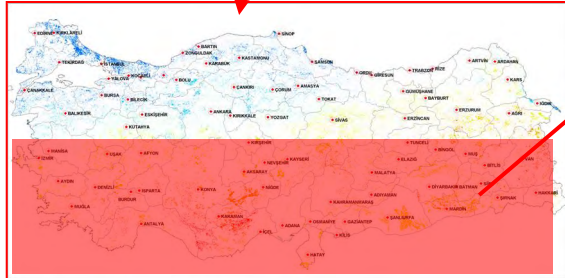 SİNOP
EDİRNE KIRKLARELİ
BARTIN
ZONGULDAK
KASTAMONU
TEKİRDAĞ
İSTANBUL
KARABÜK
SAMSUN
ARTVİN
ARDAHAN
KOCAELİ
YALOVA
BOLU
ORDU
GİRESUN
TRABZON
RİZE
KARS
ÇANAKKALE
BURSA
BİLECİK
ÇANKIRI
ÇORUM
AMASYA
TOKAT
GÜMÜŞHANE
BAYBURT
IĞDIR
BALIKESİR
ESKİŞEHİR
ANKARA
KIRIKKALE
YOZGAT
SİVAS
ERZİNCAN
ERZURUM
AĞRI
KÜTAHYA
KIRŞEHİR
TUNCELİ
BİNGÖL
MUŞ
MANİSA
İZMİR
UŞAK
AFYON
NEVŞEHİR
KAYSERİ
ELAZIĞ
BİTLİS
VAN
AKSARAY
MALATYA
AYDIN
DENİZLİ
ISPARTA
BURDUR
KONYA
NİĞDE
ADIYAMAN
DİYARBAKIR
BATMAN
ŞIRNAK
HAKKARİ
MUĞLA
ANTALYA
KARAMAN
KAHRAMANMARAŞ
MARDİN
İÇEL
ADANA
OSMANİYE
GAZİANTEP
ŞANLIURFA
KİLİS
HATAY